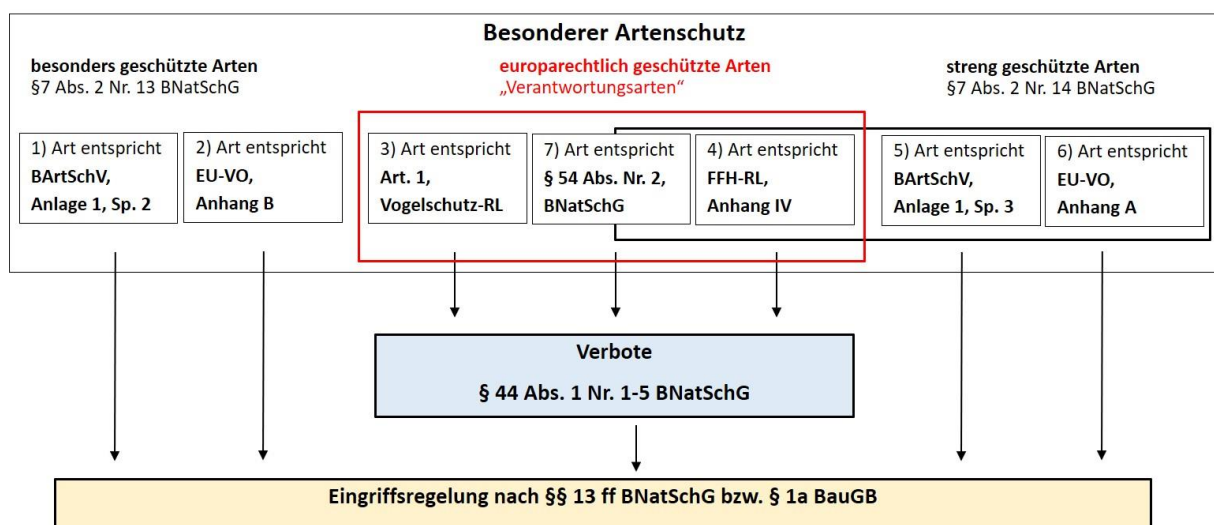 Besonderer Artenschutz
besonders geschützte Arten
§7 Abs. 2 Nr. 13 BNatSchG
europarechtlich geschützte Arten
„Verantwortungsarten“
streng geschützte Arten
§7 Abs. 2 Nr. 14 BNatSchG
1) Art entspricht
BArtSchV,
Anlage 1, Sp. 2
2) Art entspricht
EU-VO,
Anhang B
3) Art entspricht
Art. 1,
Vogelschutz-RL
7) Art entspricht
§ 54 Abs. Nr. 2,
BNatSchG
4) Art entspricht
FFH-RL,
Anhang IV
5) Art entspricht
BArtSchV,
Anlage 1, Sp. 3
6) Art entspricht
EU-VO,
Anhang A
Verbote
§ 44 Abs. 1 Nr. 1-5 BNatSchG
Eingriffsregelung nach §§ 13 ff BNatSchG bzw. § 1a BauGB